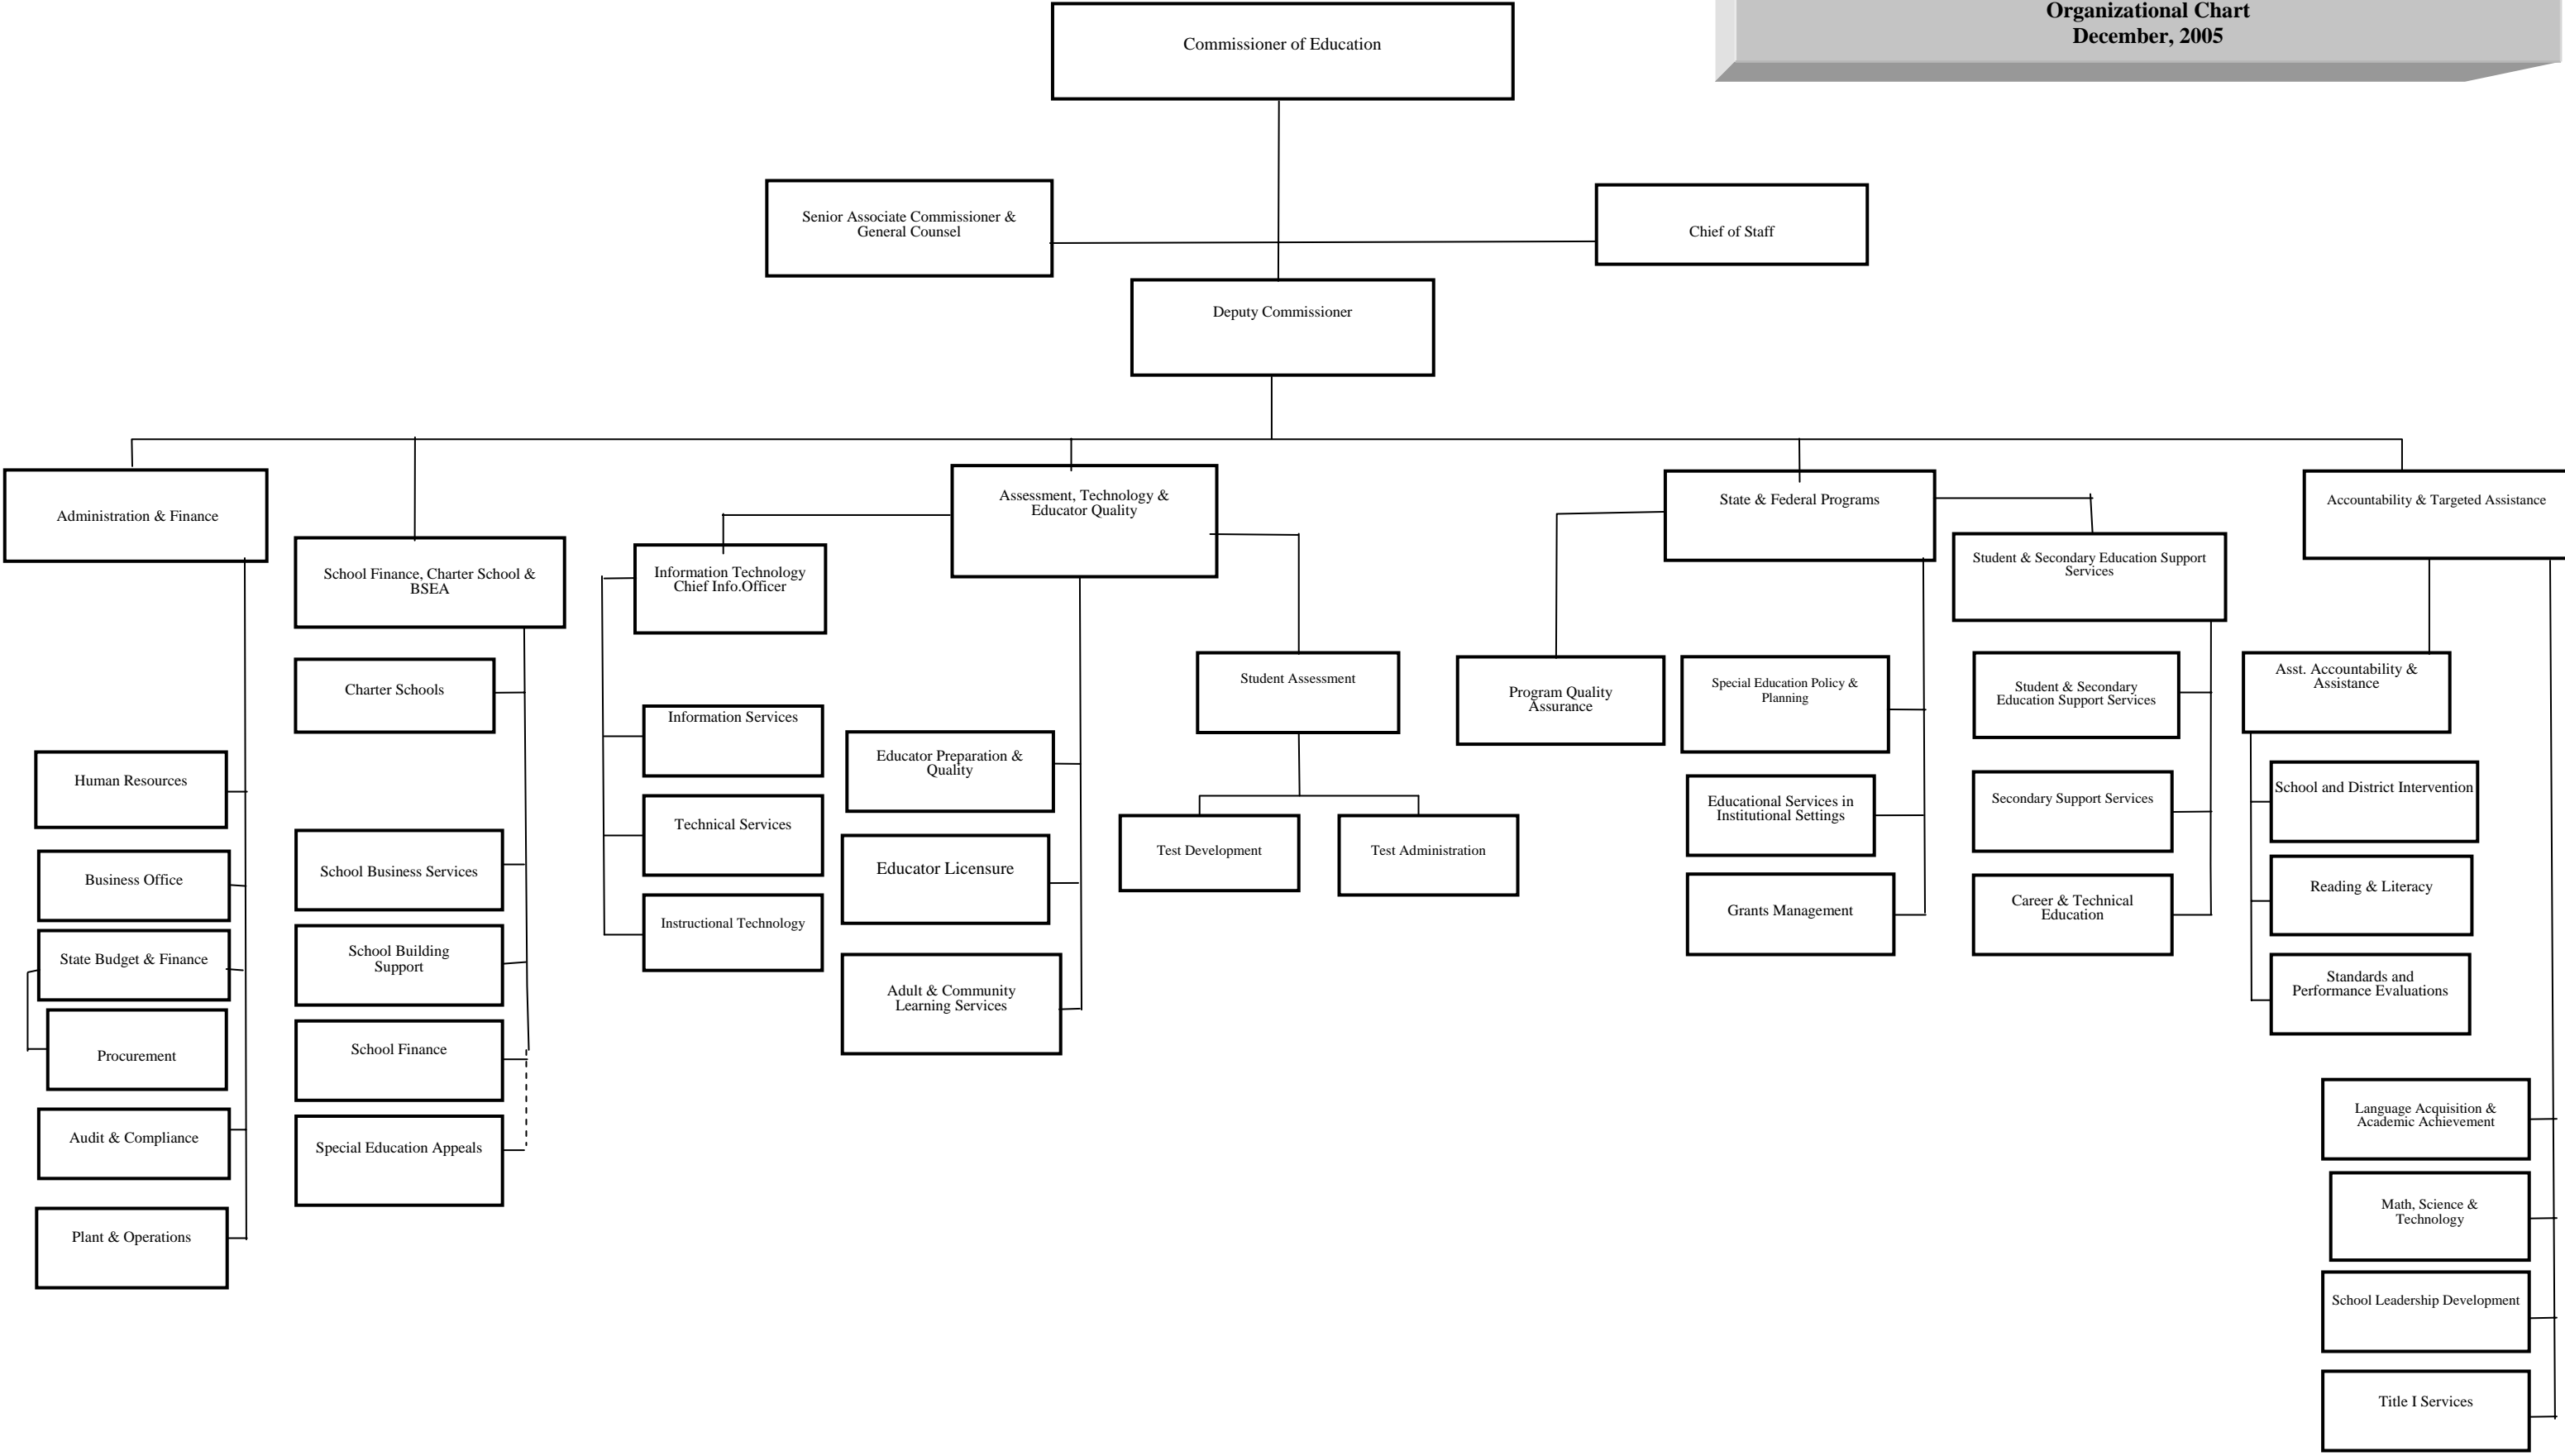 Organizational Chart
December, 2005
Commissioner of Education
Senior Associate Commissioner &
General Counsel
Chief of Staff
Deputy Commissioner
Administration & Finance
Human Resources
Business Office
State Budget & Finance
Procurement
Audit & Compliance
Plant & Operations
School Finance, Charter School &
BSEA
Charter Schools
School Business Services
School Building
Support
School Finance
Special Education Appeals
Assessment, Technology &
Educator Quality
Information Technology
Chief Info.Officer
Information Services
Technical Services
Instructional Technology
Educator Preparation &
Quality
Educator Licensure
Adult & Community
Learning Services
Student Assessment
Test Development
Test Administration
State & Federal Programs
Program Quality
Assurance
Special Education Policy &
Planning
Educational Services in
Institutional Settings
Grants Management
Student & Secondary Education Support
Services
Student & Secondary
Education Support Services
Secondary Support Services
Career & Technical
Education
Accountability & Targeted Assistance
Asst. Accountability &
Assistance
School and District Intervention
Reading & Literacy
Standards and
Performance Evaluations
Language Acquisition &
Academic Achievement
Math, Science &
Technology
School Leadership Development
Title I Services